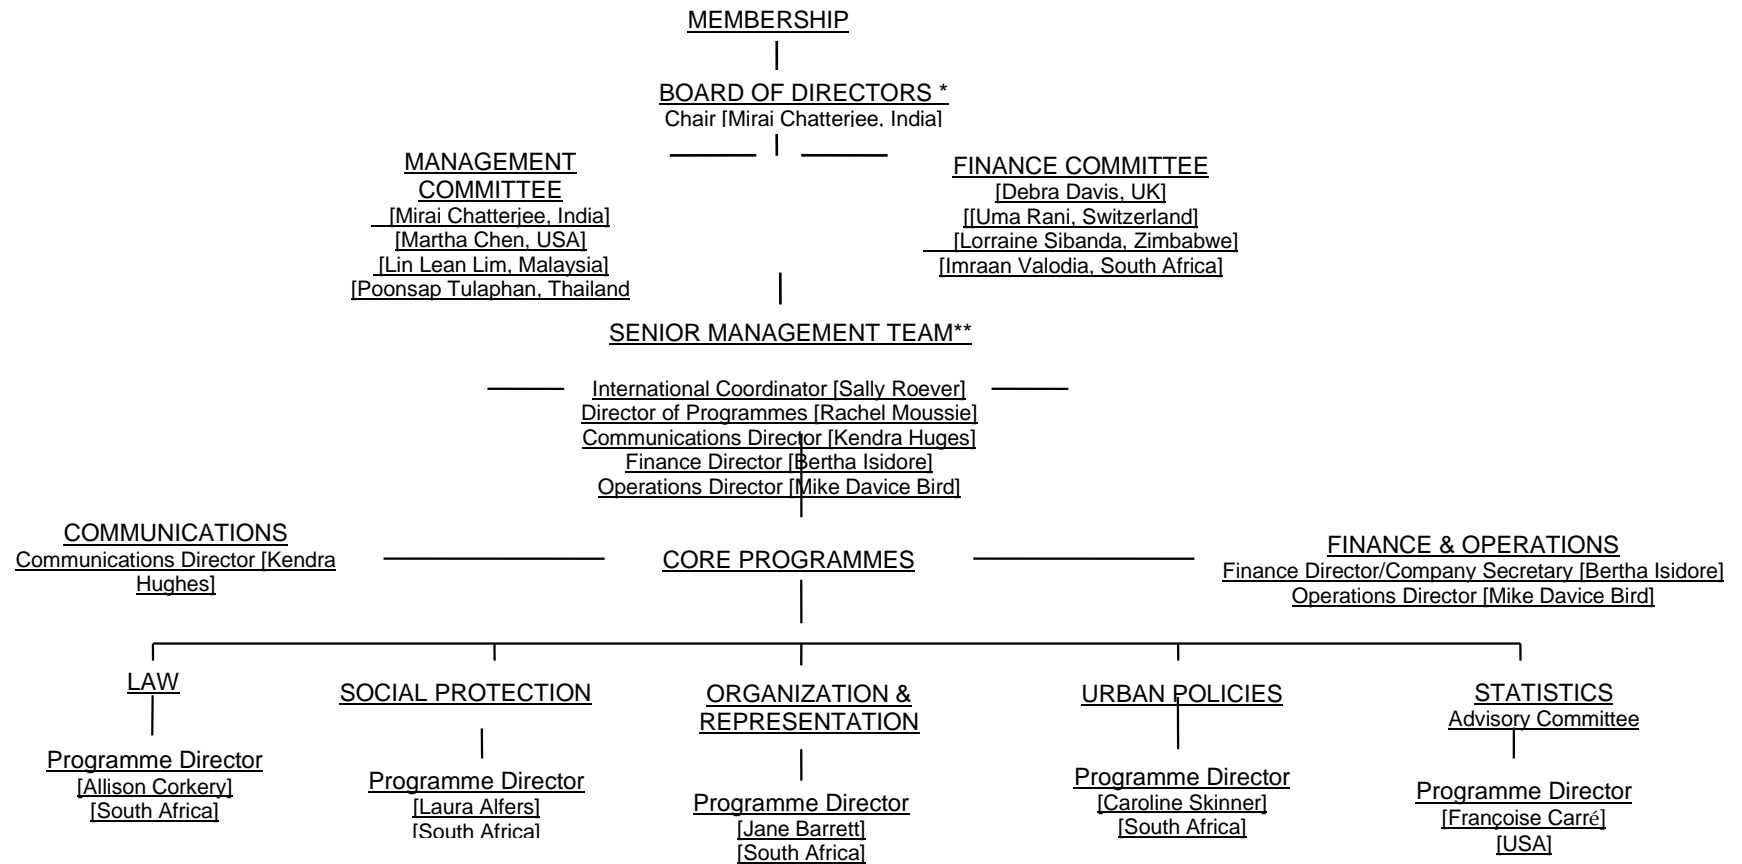 MEMBERSHIP
BOARD OF DIRECTORS *
Chair [Mirai Chatterjee, India]
MANAGEMENT
COMMITTEE
[Mirai Chatterjee, India]
[Martha Chen, USA]
[Lin Lean Lim, Malaysia]
[Poonsap Tulaphan, Thailand
FINANCE COMMITTEE
[Debra Davis, UK]
[[Uma Rani, Switzerland]
[Lorraine Sibanda, Zimbabwe]
[Imraan Valodia, South Africa]
SENIOR MANAGEMENT TEAM**
International Coordinator [Sally Roever]
Director of Programmes [Rachel Moussie]
Communications Director [Kendra Huges]
Finance Director [Bertha Isidore]
Operations Director [Mike Davice Bird]
COMMUNICATIONS
Communications Director [Kendra
Hughes]
CORE PROGRAMMES
FINANCE & OPERATIONS
Finance Director/Company Secretary [Bertha Isidore]
Operations Director [Mike Davice Bird]
LAW
Programme Director
[Allison Corkery]
[South Africa]
SOCIAL PROTECTION
Programme Director
[Laura Alfers]
[South Africa]
ORGANIZATION &
REPRESENTATION
Programme Director
[Jane Barrett]
[South Africa]
URBAN POLICIES
Programme Director
[Caroline Skinner]
[South Africa]
STATISTICS
Advisory Committee
Programme Director
[Françoise Carré]
[USA]